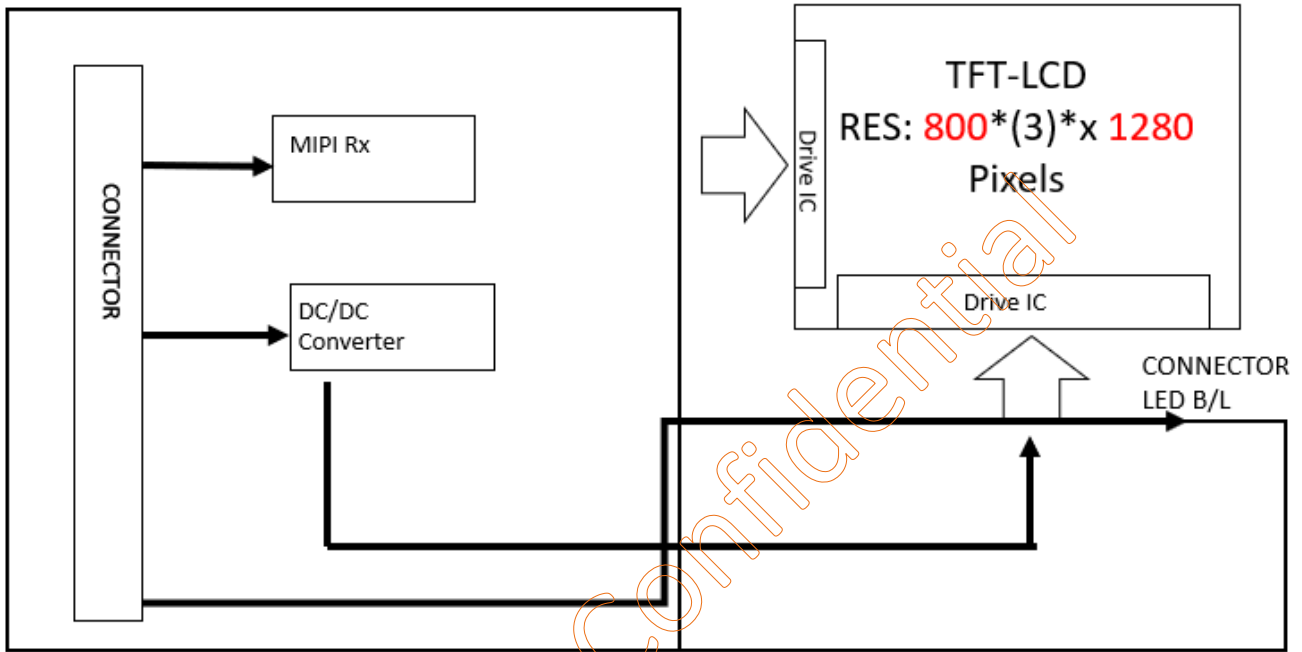 CONNECTOR
MIPI Rx
DC/DC
Converter
TFT-LCD
RES: 800*(3)*x 1280
Pixels
Drive IC
Drive IC
CONNECTOR
LED B/L
Confidential